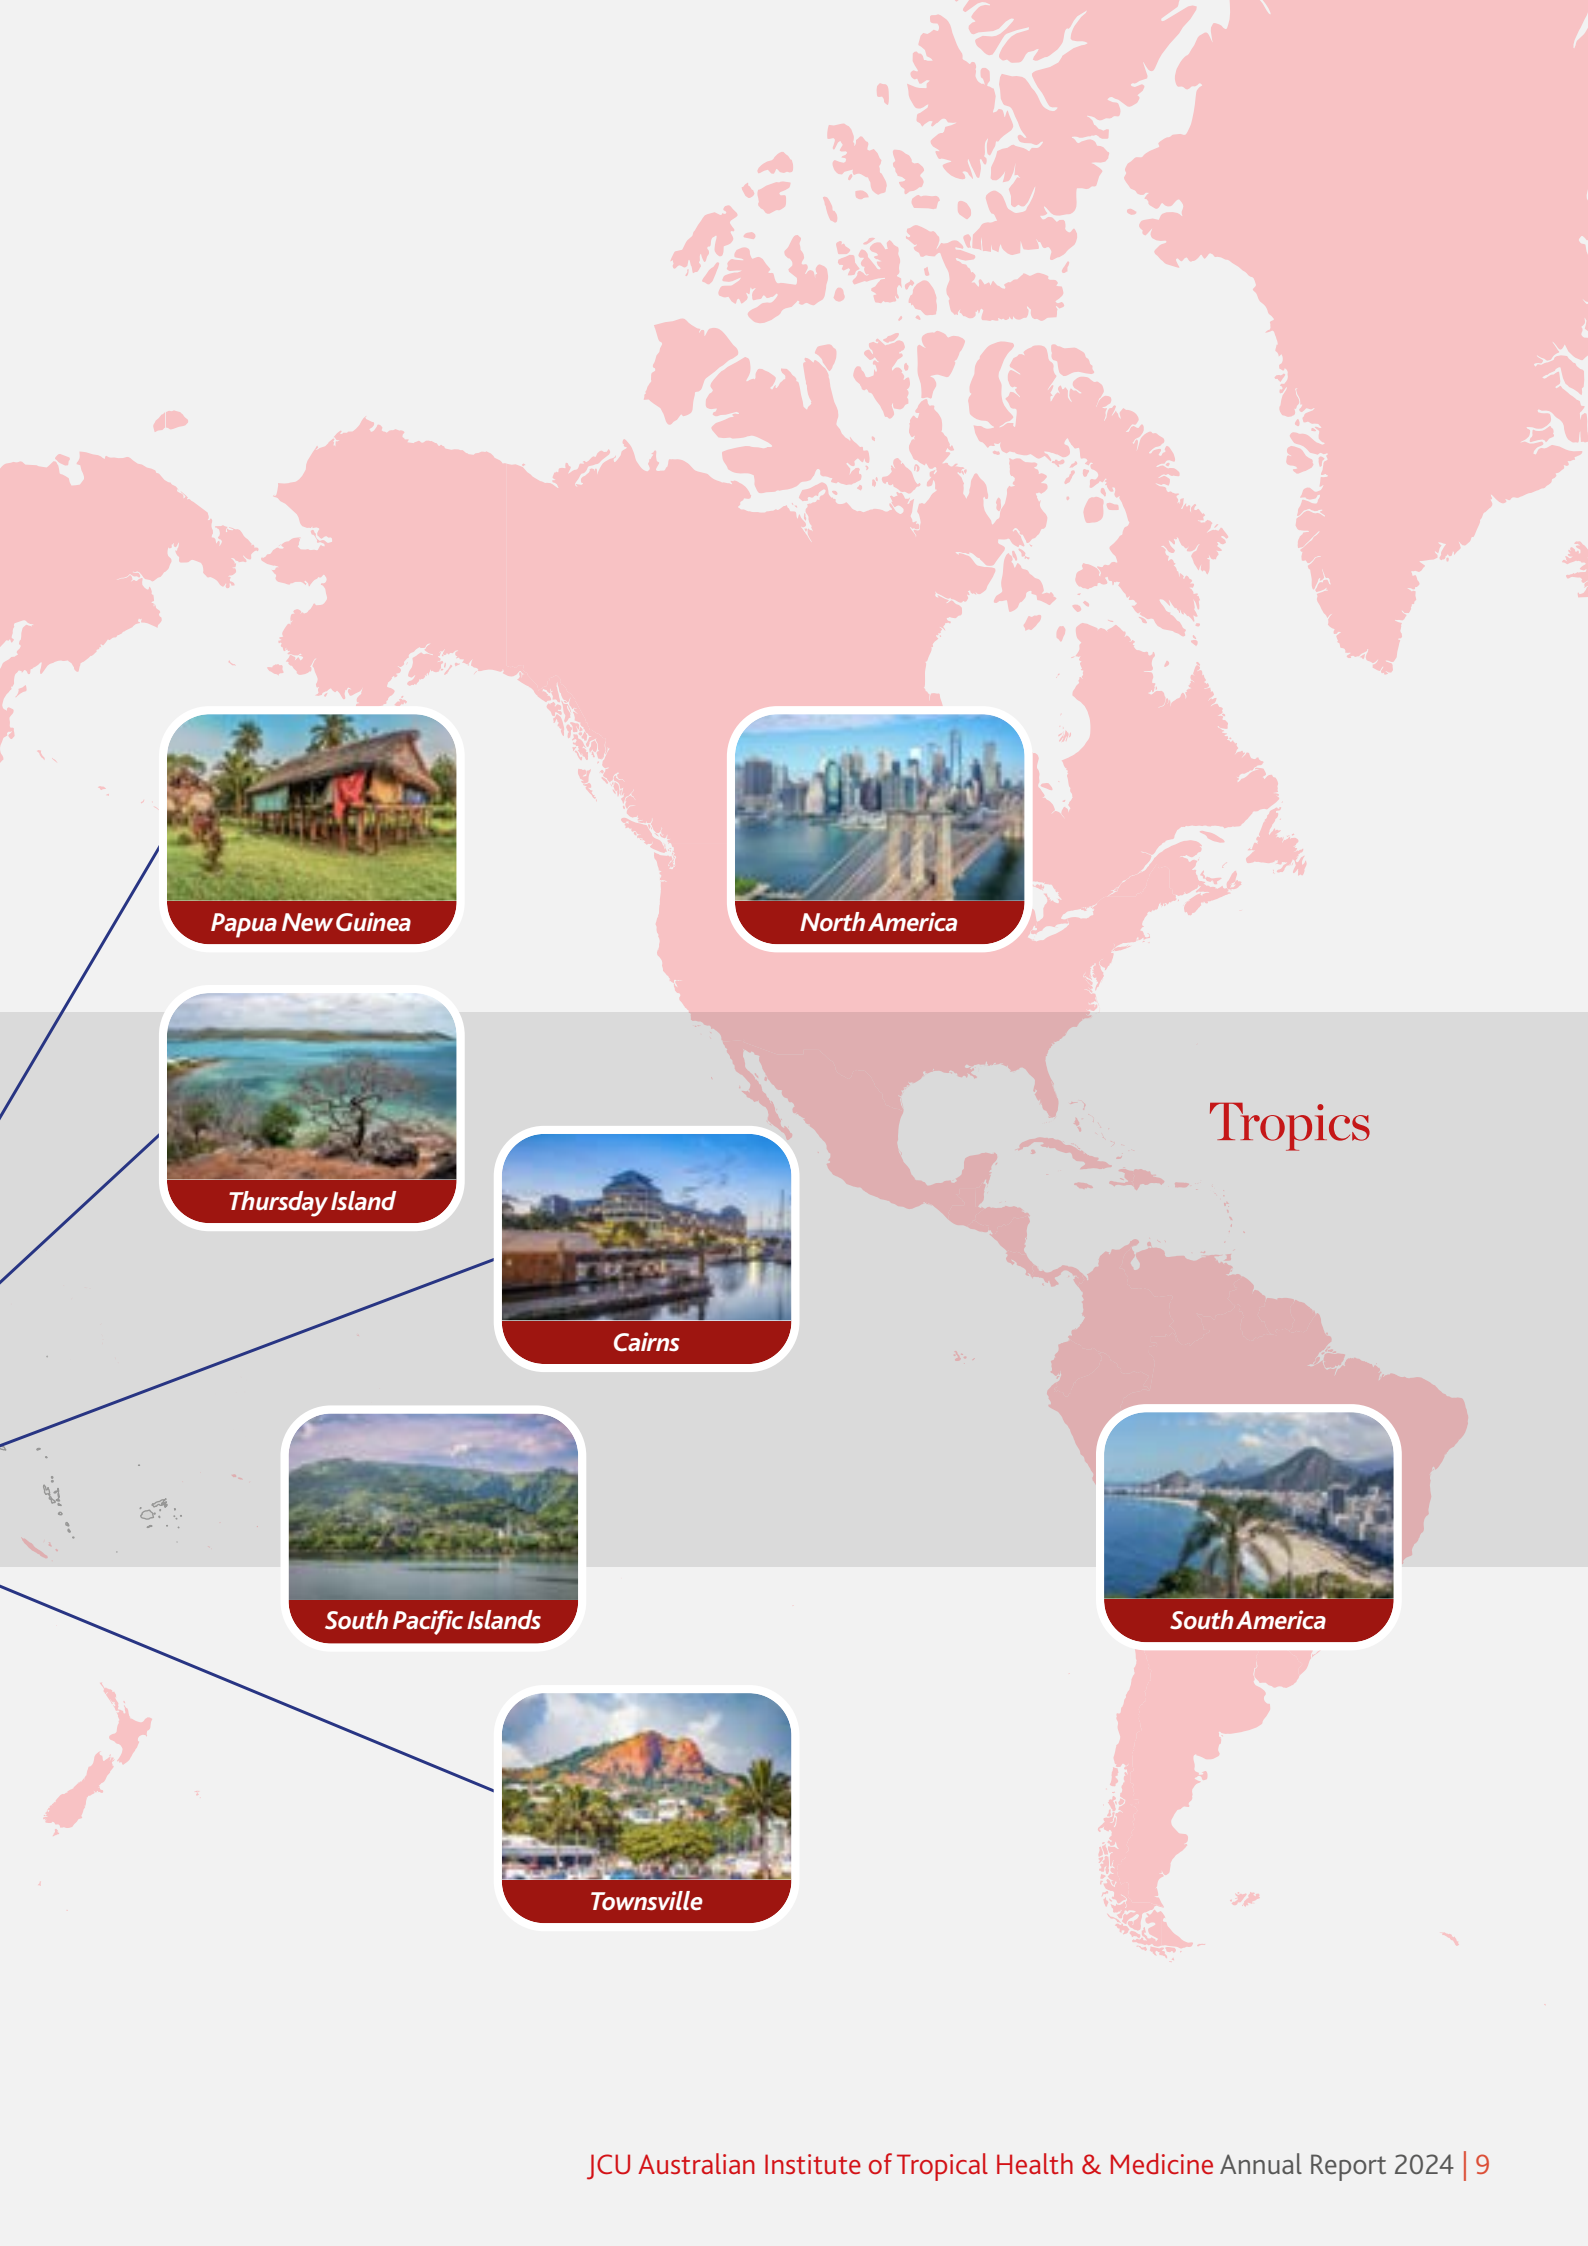 Papua New Guinea
North America
Thursday Island
Tropics
Cairns
South Pacific Islands
South America
Townsville
JCU Australian Institute of Tropical Health & Medicine Annual Report 2024 | 9